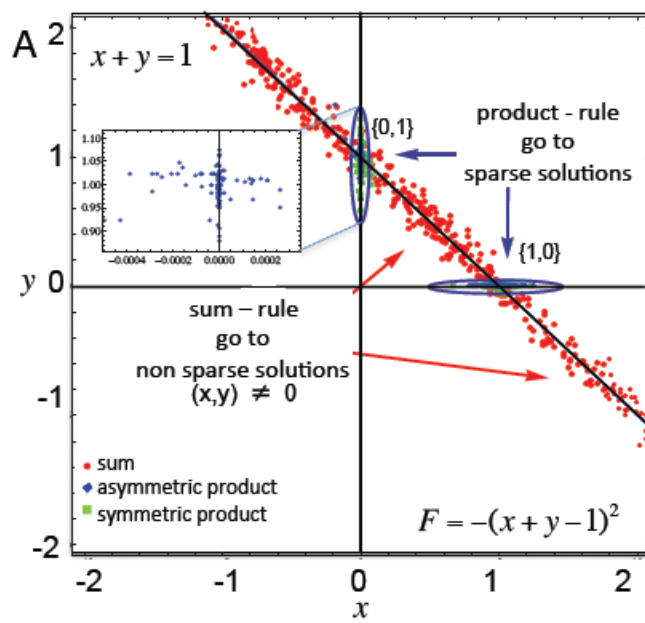 A
x + y = 1
{0,1}
product - rule
go to
sparse solutions
{1,0}
1.10
1.05
1.00
0.95
0.90
−0.0004 −0.0002 0.0000 0.0002
sum – rule
go to
non sparse solutions
(x,y) ≠ 0
sum
asymmetric product
symmetric product
F = −(x + y − 1)²
2
1
y 0
-1
-2
-2 -1 0 1 2
x